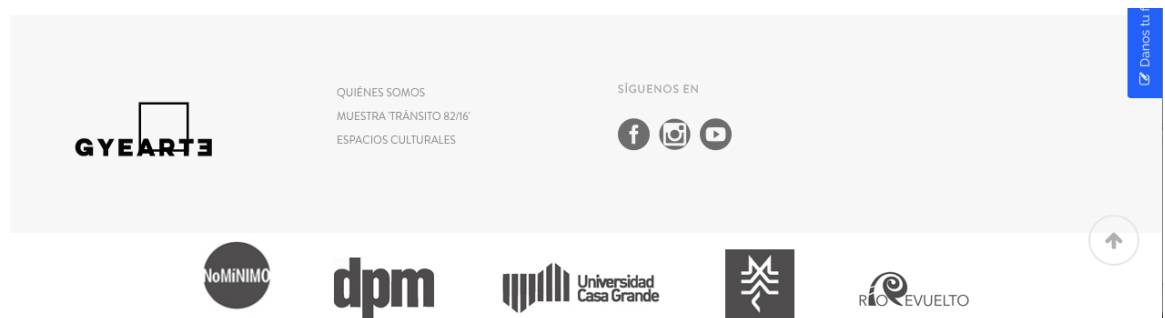 Danos tu f
QUIÉNES SOMOS
MUESTRA 'TRÁNSITO 82/16'
ESPACIOS CULTURALES
SÍGUENOS EN
GYEARTE
NoMíNIMO
dpm
Universidad
Casa Grande
RÍO REVUELTO